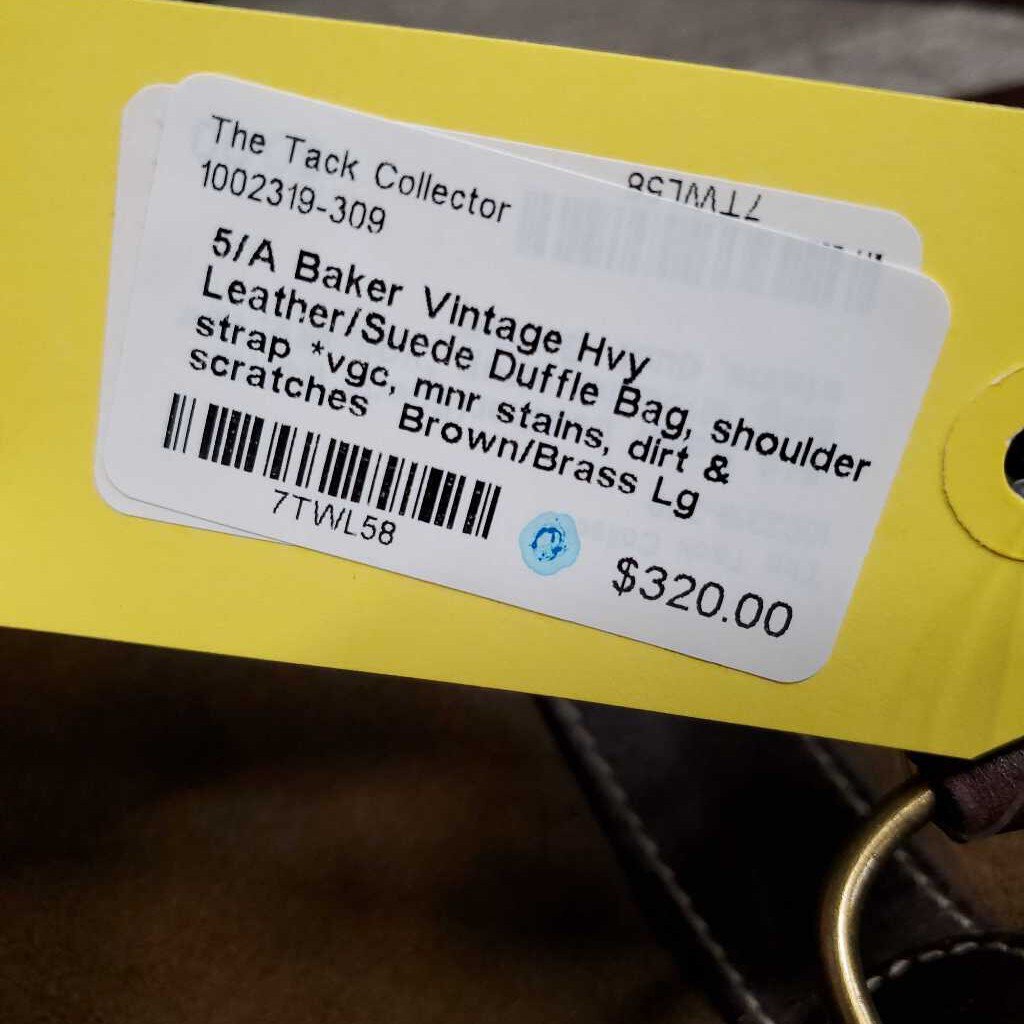 The Tack Collector
1002319-309
5/A Baker Vintage Hvy
Leather/Suede Duffle Bag, shoulder
strap *vgc, mnr stains, dirt &
scratches Brown/Brass Lg
7TWL58
$320.00
7TWL58